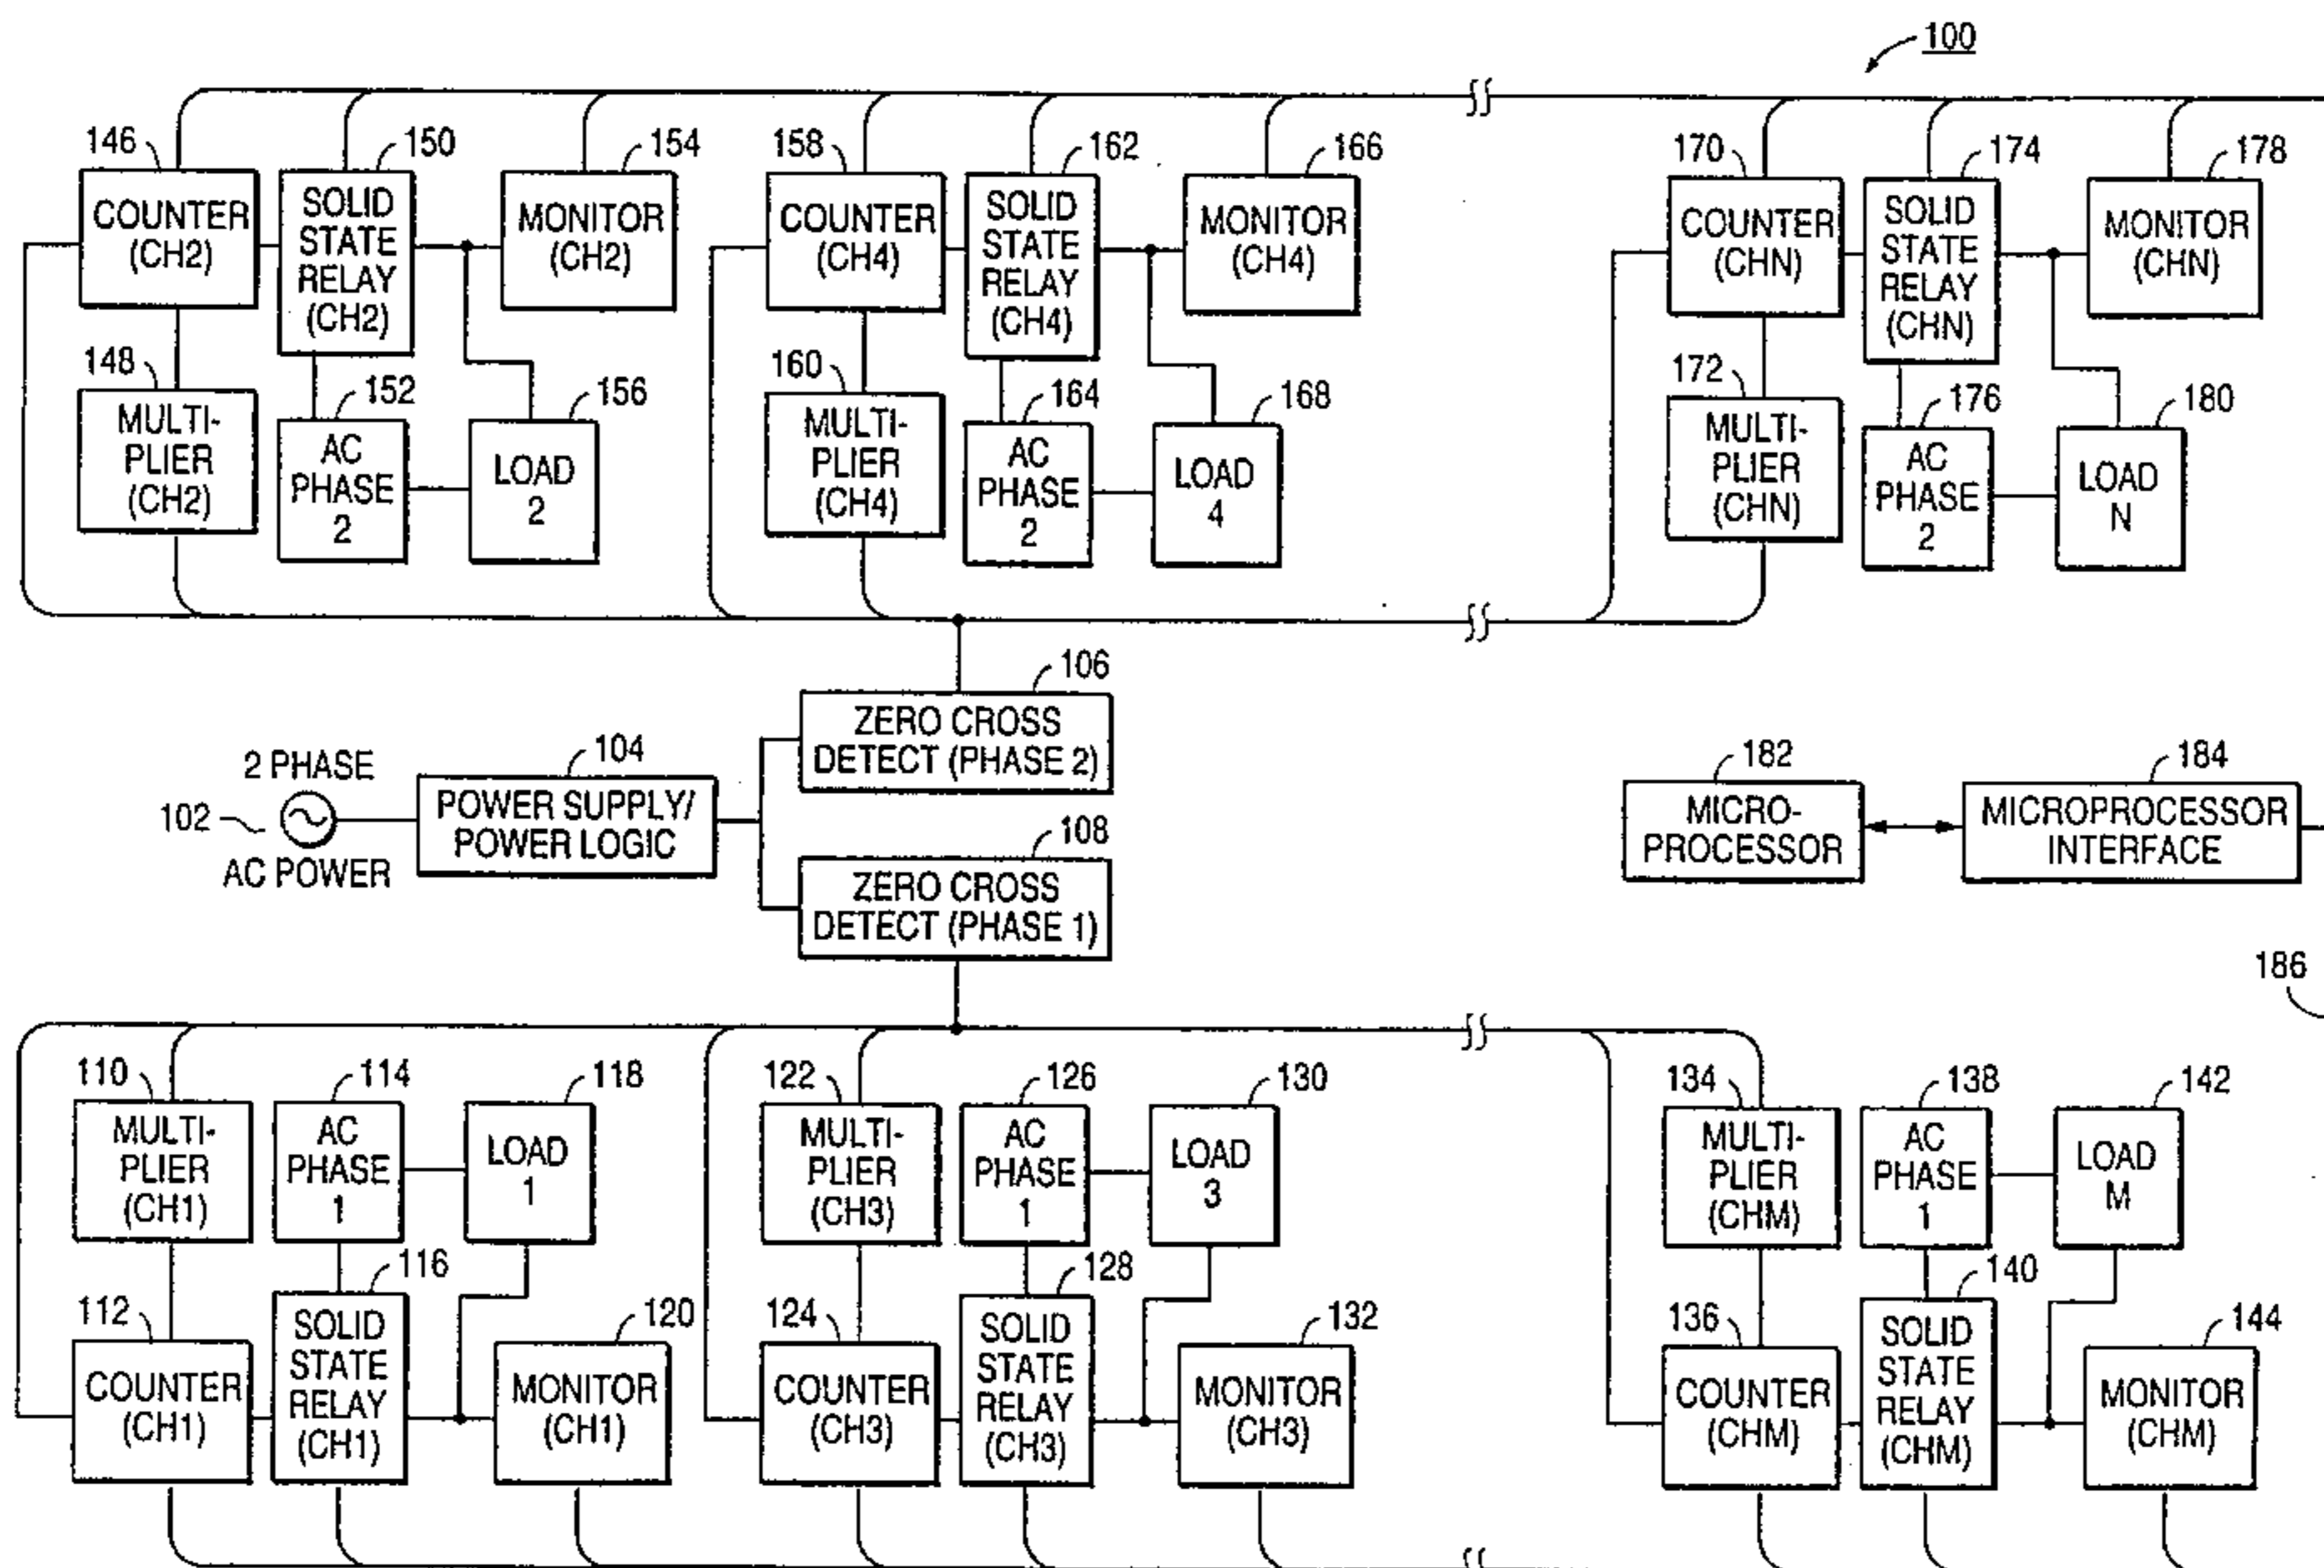 100
146
150
154
158
162
166
170
174
178
COUNTER
(CH2)
SOLID
STATE
RELAY
(CH2)
MONITOR
(CH2)
COUNTER
(CH4)
SOLID
STATE
RELAY
(CH4)
MONITOR
(CH4)
COUNTER
(CHN)
SOLID
STATE
RELAY
(CHN)
MONITOR
(CHN)
148
152
156
160
164
168
172
176
180
MULTI-
PLIER
(CH2)
AC
PHASE
2
LOAD
2
MULTI-
PLIER
(CH4)
AC
PHASE
2
LOAD
4
MULTI-
PLIER
(CHN)
AC
PHASE
2
LOAD
N
106
ZERO CROSS
DETECT (PHASE 2)
2 PHASE
102
AC POWER
104
POWER SUPPLY/
POWER LOGIC
108
ZERO CROSS
DETECT (PHASE 1)
182
MICRO-
PROCESSOR
184
MICROPROCESSOR
INTERFACE
186
110
114
118
122
126
130
134
138
142
MULTI-
PLIER
(CH1)
AC
PHASE
1
LOAD
1
MULTI-
PLIER
(CH3)
AC
PHASE
1
LOAD
3
MULTI-
PLIER
(CHM)
AC
PHASE
1
LOAD
M
112
116
120
124
128
132
136
140
144
COUNTER
(CH1)
SOLID
STATE
RELAY
(CH1)
MONITOR
(CH1)
COUNTER
(CH3)
SOLID
STATE
RELAY
(CH3)
MONITOR
(CH3)
COUNTER
(CHM)
SOLID
STATE
RELAY
(CHM)
MONITOR
(CHM)